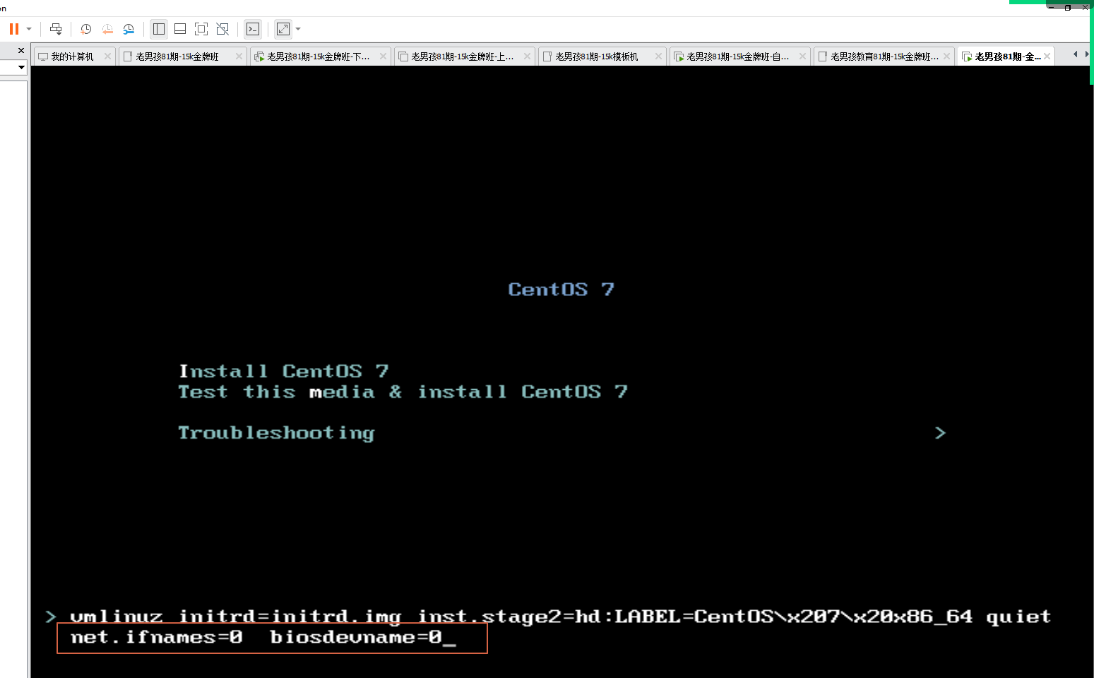 on
我的计算机
老男孩81期-15k金牌班
老男孩81期-15k金牌班-下...
老男孩81期-15k金牌班-上...
老男孩81期-15k模板机
老男孩81期-15k金牌班-自...
老男孩教育81期-15k金牌班...
老男孩81期-金...
CentOS 7
Install CentOS 7
Test this media & install CentOS 7
Troubleshooting >
> vmlinuz initrd=initrd.img inst.stage2=hd:LABEL=CentOS\x207\x20x86_64 quiet
net.ifnames=0 biosdevname=0_